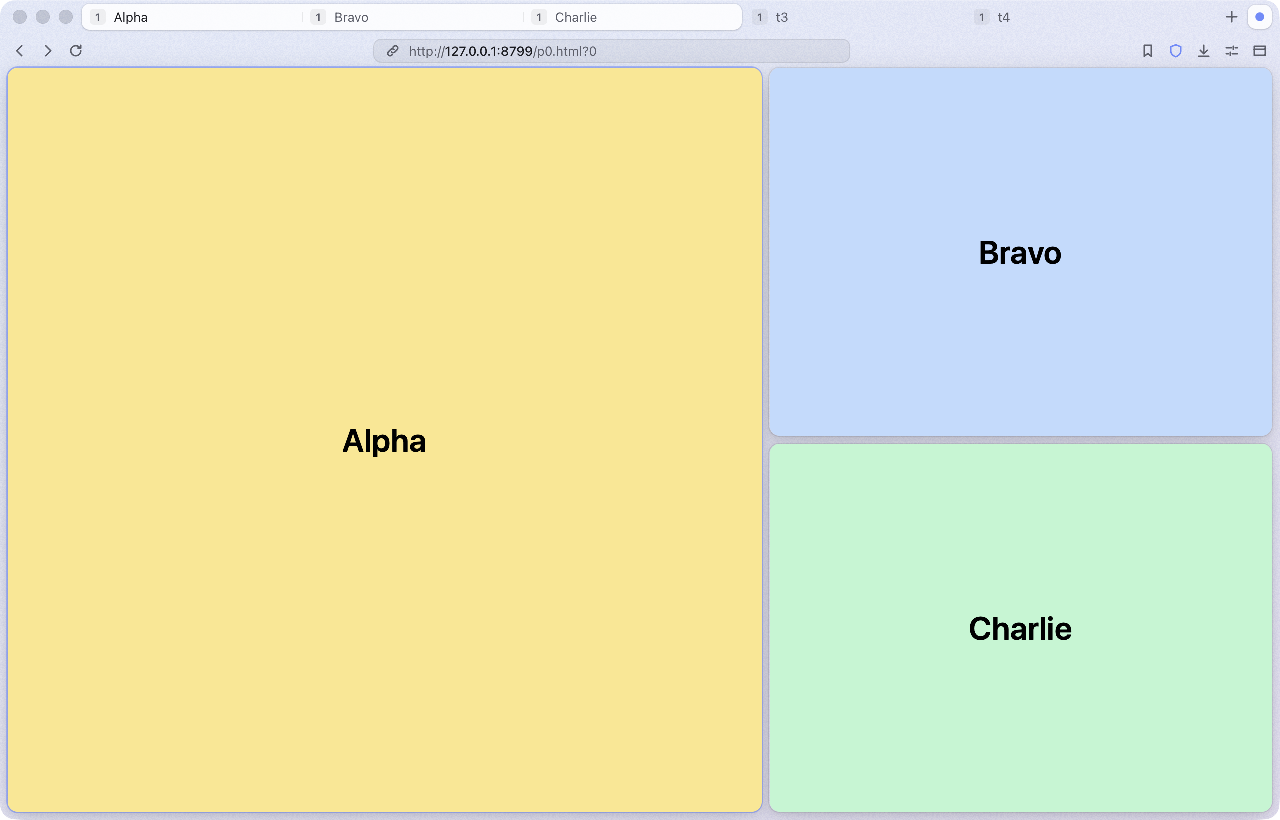 1 Alpha 1 Bravo 1 Charlie 1 t3 1 t4
http://127.0.0.1:8799/p0.html?0
Alpha
Bravo
Charlie